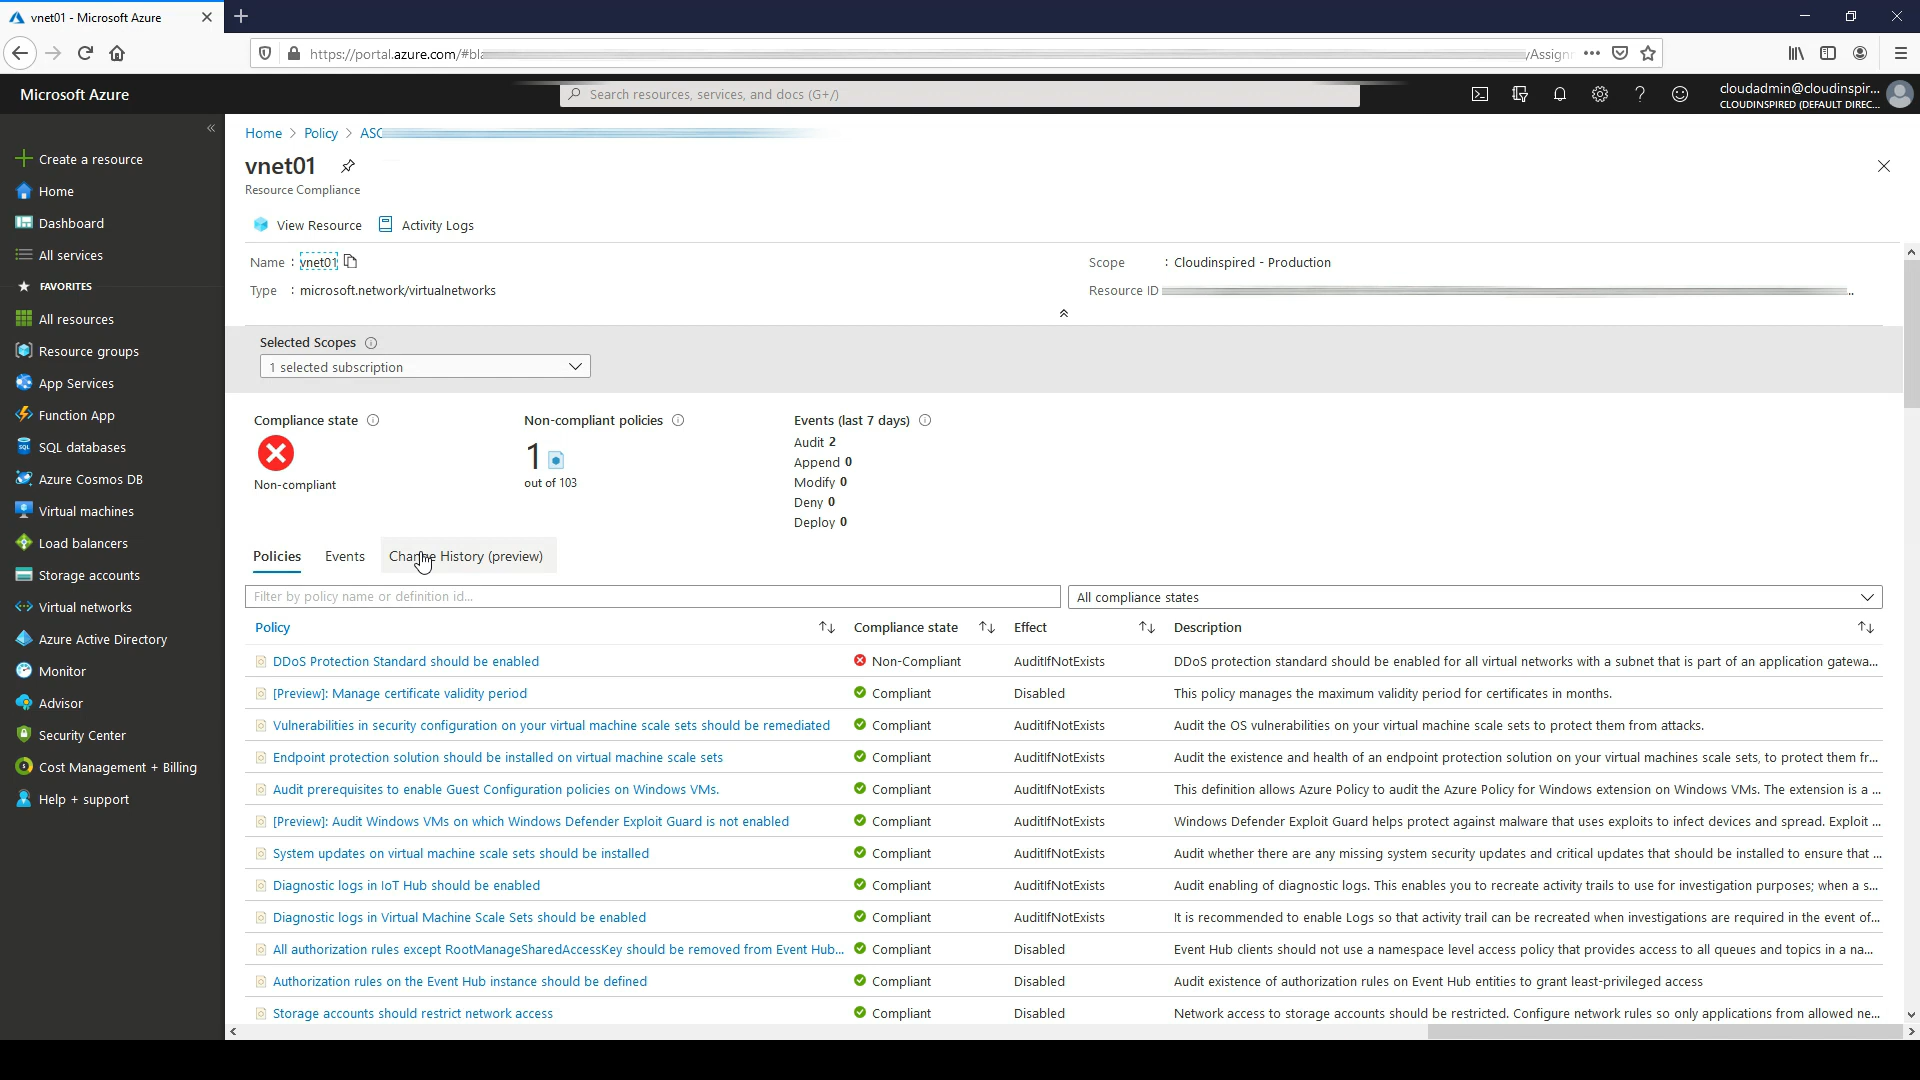 vnet01 - Microsoft Azure
https://portal.azure.com/#bla
/Assign
Microsoft Azure
Search resources, services, and docs (G+/)
cloudadmin@cloudinspir...
CLOUDINSPIRED (DEFAULT DIREC...
Home > Policy > ASC
vnet01
Resource Compliance
Create a resource
Home
Dashboard
All services
FAVORITES
All resources
Resource groups
App Services
Function App
SQL databases
Azure Cosmos DB
Virtual machines
Load balancers
Storage accounts
Virtual networks
Azure Active Directory
Monitor
Advisor
Security Center
Cost Management + Billing
Help + support
View Resource Activity Logs
Name : vnet01
Scope : Cloudinspired - Production
Type : microsoft.network/virtualnetworks
Resource ID ..
Selected Scopes
1 selected subscription
Compliance state
Non-compliant
Non-compliant policies
1
out of 103
Events (last 7 days)
Audit 2
Append 0
Modify 0
Deny 0
Deploy 0
Policies Events Change History (preview)
Filter by policy name or definition id...
All compliance states
Policy Compliance state Effect Description
DDoS Protection Standard should be enabled Non-Compliant AuditIfNotExists DDoS protection standard should be enabled for all virtual networks with a subnet that is part of an application gatewa...
[Preview]: Manage certificate validity period Compliant Disabled This policy manages the maximum validity period for certificates in months.
Vulnerabilities in security configuration on your virtual machine scale sets should be remediated Compliant AuditIfNotExists Audit the OS vulnerabilities on your virtual machine scale sets to protect them from attacks.
Endpoint protection solution should be installed on virtual machine scale sets Compliant AuditIfNotExists Audit the existence and health of an endpoint protection solution on your virtual machines scale sets, to protect them fr...
Audit prerequisites to enable Guest Configuration policies on Windows VMs. Compliant AuditIfNotExists This definition allows Azure Policy to audit the Azure Policy for Windows extension on Windows VMs. The extension is a ...
[Preview]: Audit Windows VMs on which Windows Defender Exploit Guard is not enabled Compliant AuditIfNotExists Windows Defender Exploit Guard helps protect against malware that uses exploits to infect devices and spread. Exploit ...
System updates on virtual machine scale sets should be installed Compliant AuditIfNotExists Audit whether there are any missing system security updates and critical updates that should be installed to ensure that ...
Diagnostic logs in IoT Hub should be enabled Compliant AuditIfNotExists Audit enabling of diagnostic logs. This enables you to recreate activity trails to use for investigation purposes; when a s...
Diagnostic logs in Virtual Machine Scale Sets should be enabled Compliant AuditIfNotExists It is recommended to enable Logs so that activity trail can be recreated when investigations are required in the event of...
All authorization rules except RootManageSharedAccessKey should be removed from Event Hub... Compliant Disabled Event Hub clients should not use a namespace level access policy that provides access to all queues and topics in a na...
Authorization rules on the Event Hub instance should be defined Compliant Disabled Audit existence of authorization rules on Event Hub entities to grant least-privileged access
Storage accounts should restrict network access Compliant Disabled Network access to storage accounts should be restricted. Configure network rules so only applications from allowed ne...